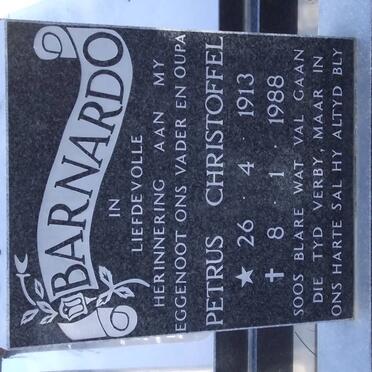 BARNARDO
IN
LIEFDEVOLLE
HERINNERING AAN MY
EGGENOOT ONS VADER EN OUPA
PETRUS CHRISTOFFEL
★ 26 . 4 . 1913
✝ 8 . 1 . 1988
SOOS BLARE WAT VAL GAAN
DIE TYD VERBY, MAAR IN
ONS HARTE SAL HY ALTYD BLY